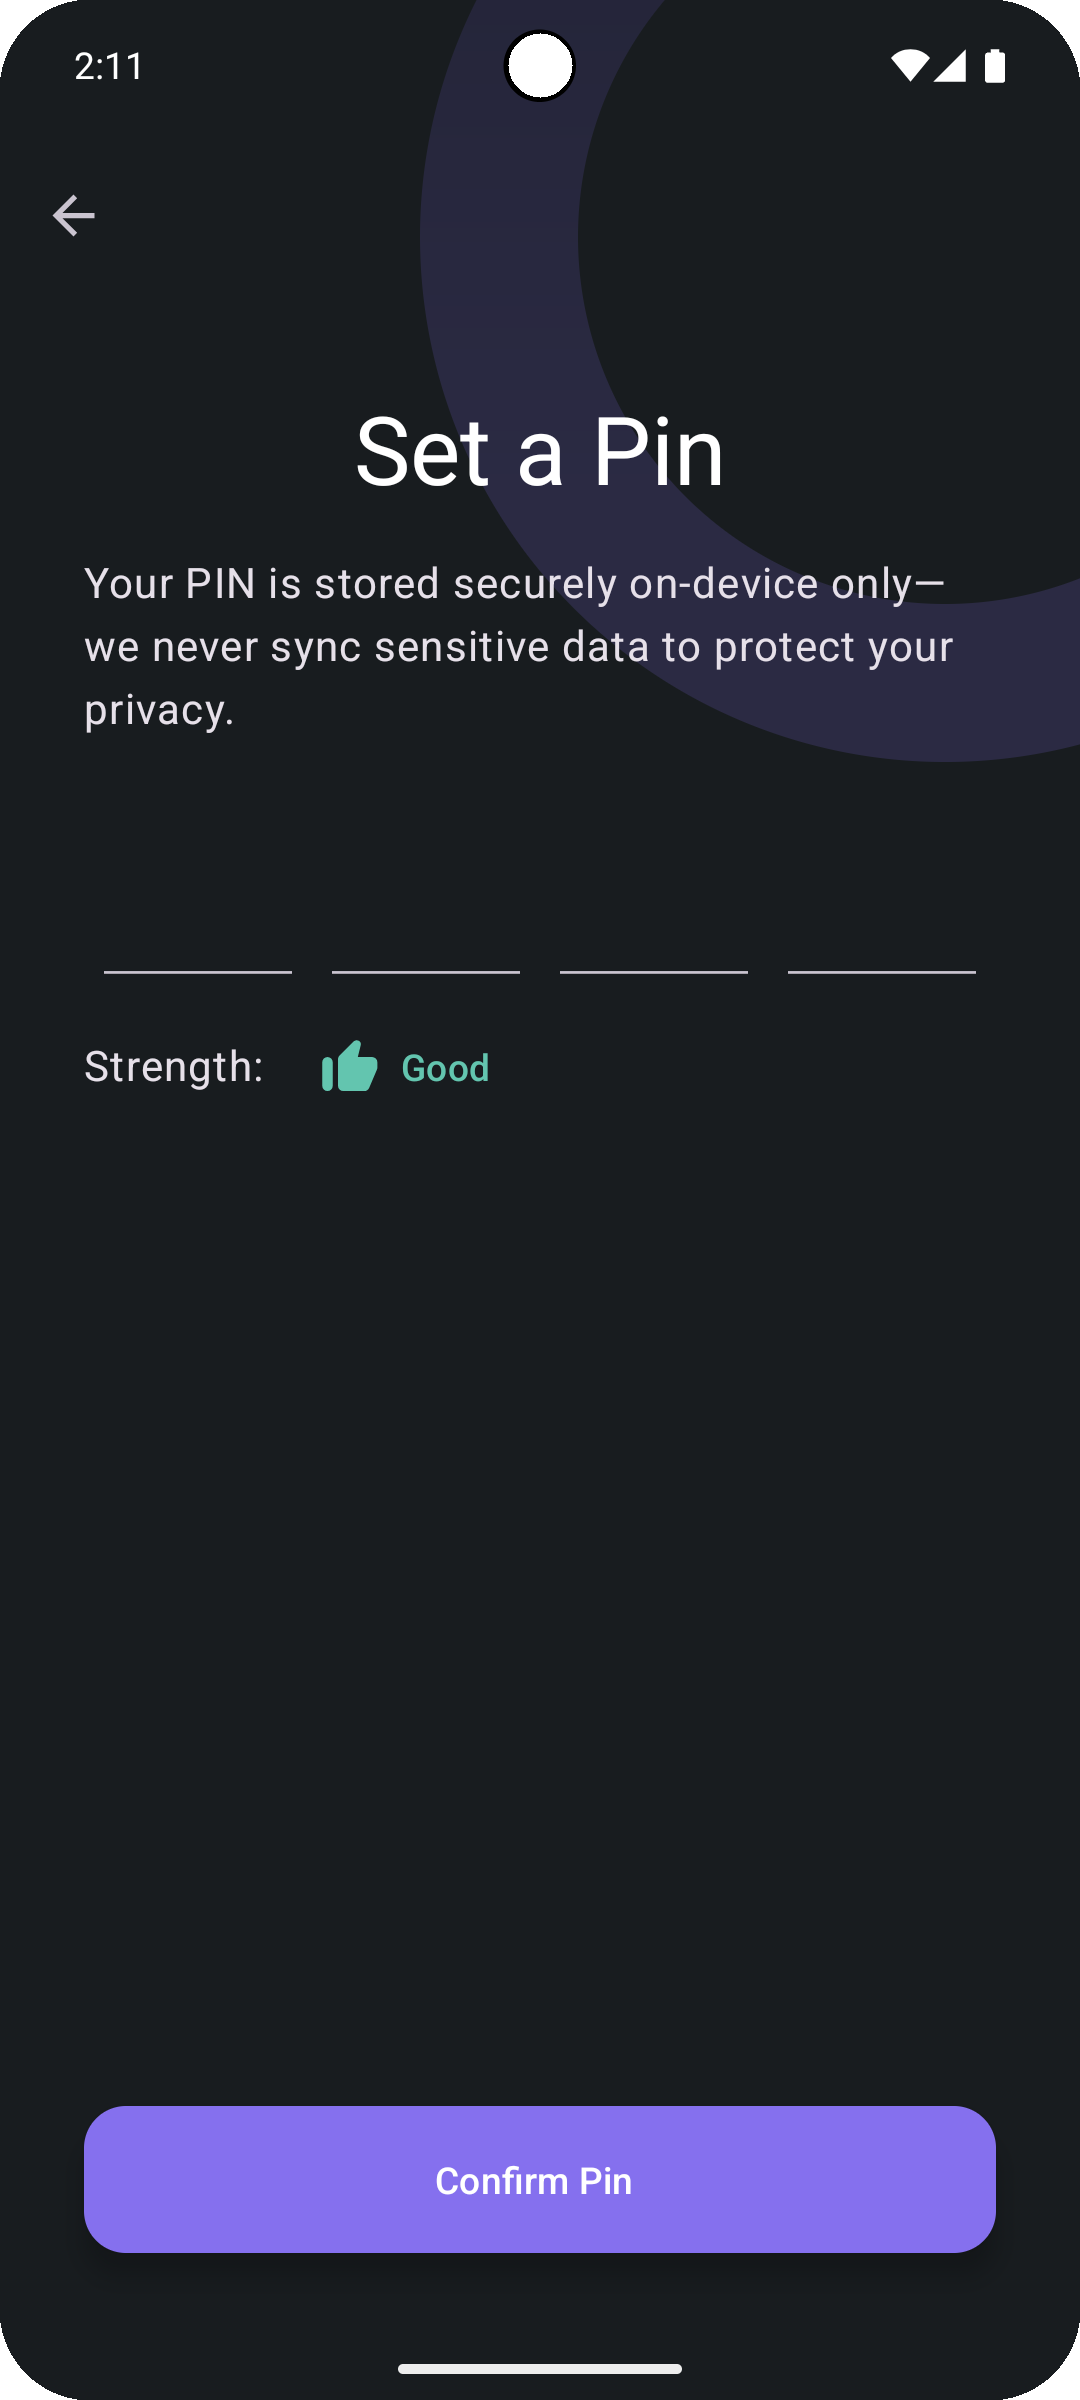 2:11
Set a Pin
Your PIN is stored securely on-device only—
we never sync sensitive data to protect your
privacy.
Strength: Good
Confirm Pin